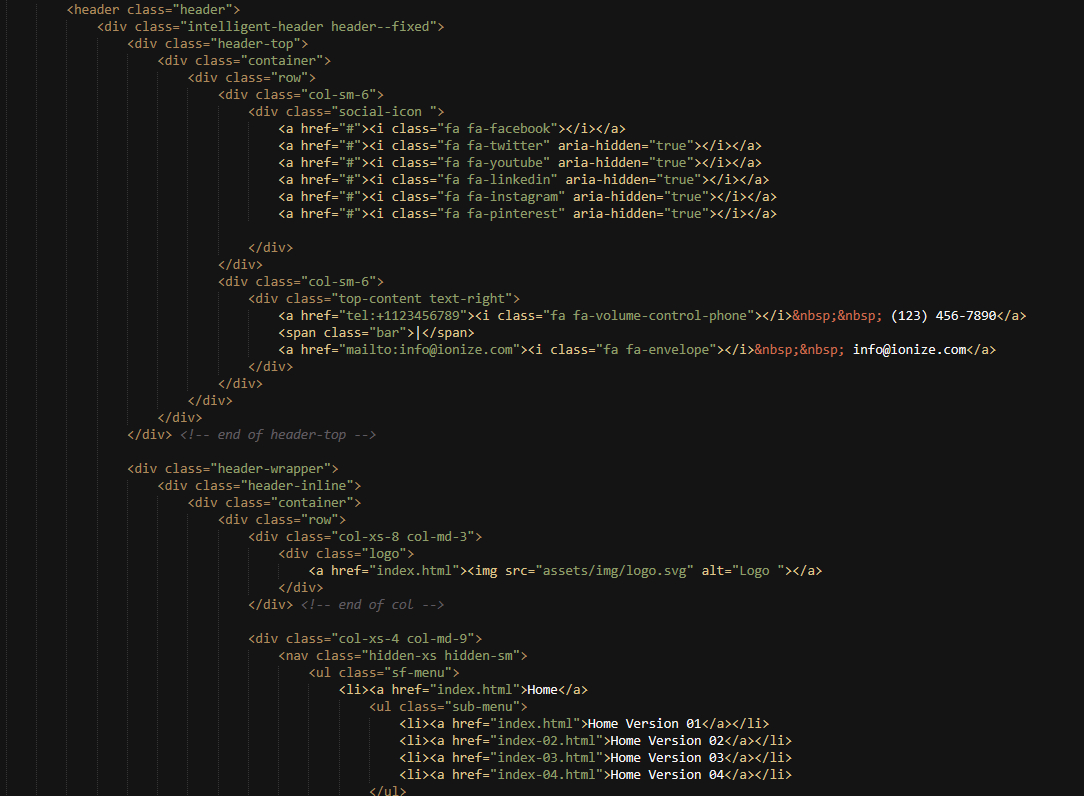 <header class="header">
<div class="intelligent-header header--fixed">
<div class="header-top">
<div class="container">
<div class="row">
<div class="col-sm-6">
<div class="social-icon ">
<a href="#"><i class="fa fa-facebook"></i></a>
<a href="#"><i class="fa fa-twitter" aria-hidden="true"></i></a>
<a href="#"><i class="fa fa-youtube" aria-hidden="true"></i></a>
<a href="#"><i class="fa fa-linkedin" aria-hidden="true"></i></a>
<a href="#"><i class="fa fa-instagram" aria-hidden="true"></i></a>
<a href="#"><i class="fa fa-pinterest" aria-hidden="true"></i></a>
</div>
</div>
<div class="col-sm-6">
<div class="top-content text-right">
<a href="tel:+1123456789"><i class="fa fa-volume-control-phone"></i>&nbsp;&nbsp; (123) 456-7890</a>
<span class="bar">|</span>
<a href="mailto:info@ionize.com"><i class="fa fa-envelope"></i>&nbsp;&nbsp; info@ionize.com</a>
</div>
</div>
</div>
</div>
</div> <!-- end of header-top -->
<div class="header-wrapper">
<div class="header-inline">
<div class="container">
<div class="row">
<div class="col-xs-8 col-md-3">
<div class="logo">
<a href="index.html"><img src="assets/img/logo.svg" alt="Logo "></a>
</div>
</div> <!-- end of col -->
<div class="col-xs-4 col-md-9">
<nav class="hidden-xs hidden-sm">
<ul class="sf-menu">
<li><a href="index.html">Home</a>
<ul class="sub-menu">
<li><a href="index.html">Home Version 01</a></li>
<li><a href="index-02.html">Home Version 02</a></li>
<li><a href="index-03.html">Home Version 03</a></li>
<li><a href="index-04.html">Home Version 04</a></li>
</ul>